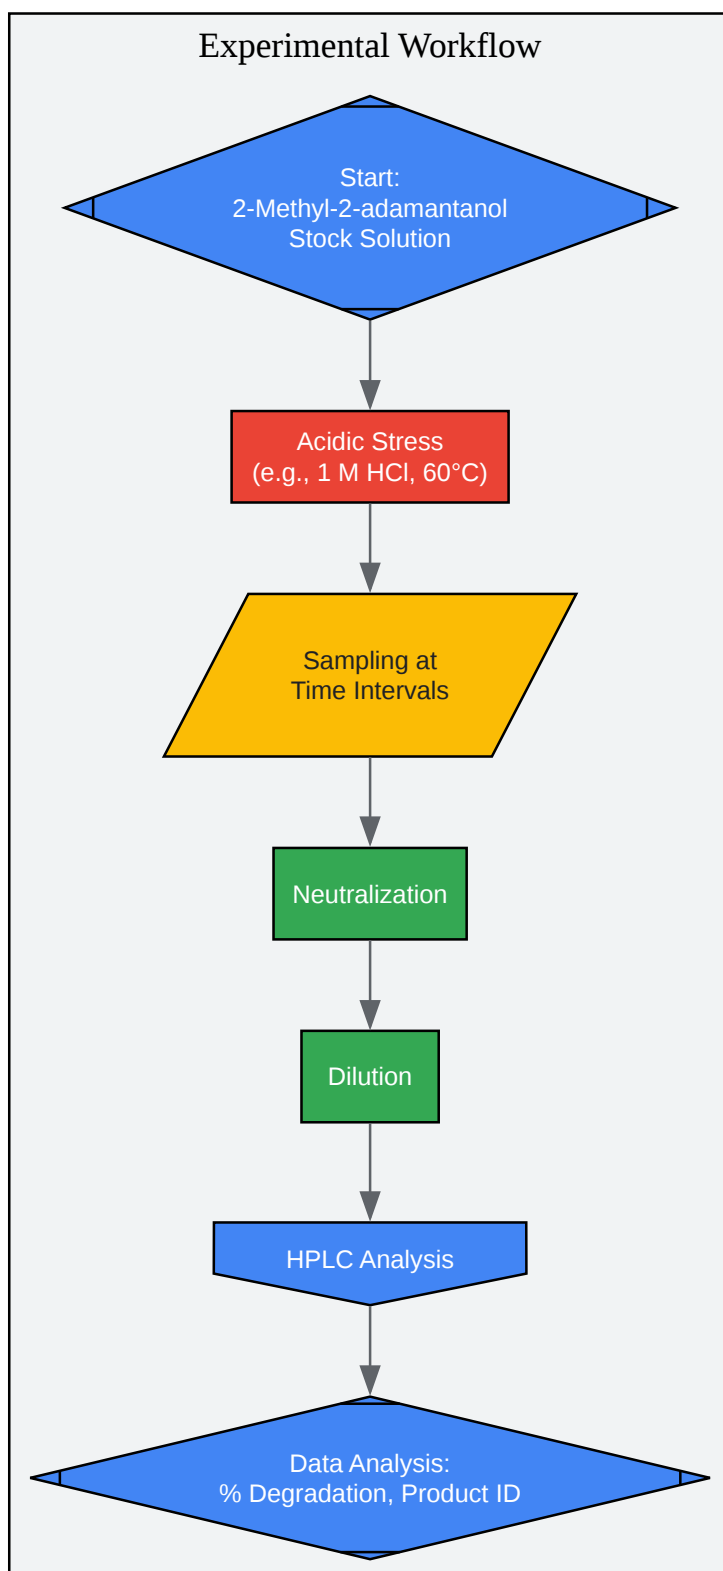 Experimental Workflow
Start:
2-Methyl-2-adamantanol
Stock Solution
Acidic Stress
(e.g., 1 M HCl, 60°C)
Sampling at
Time Intervals
Neutralization
Dilution
HPLC Analysis
Data Analysis:
% Degradation, Product ID